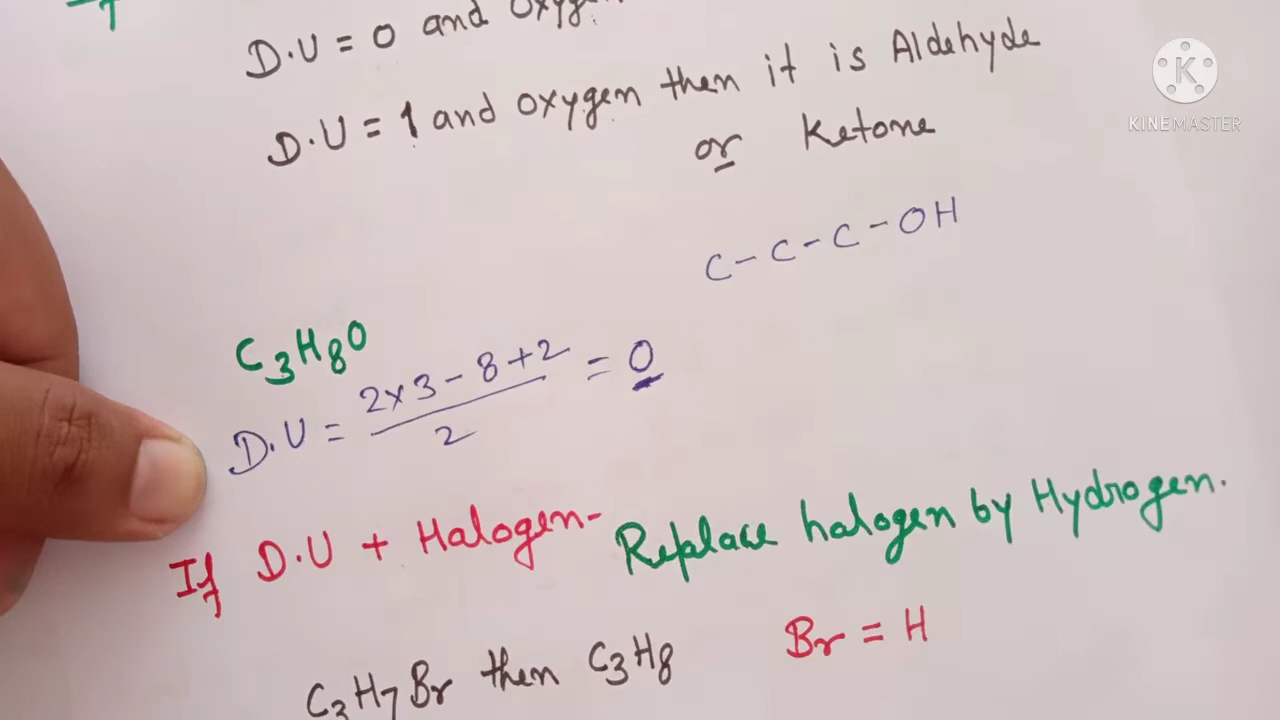 D.U = 0 and
D.U = 1 and oxygen then it is Aldehyde
or Ketone
C - C - C - OH
C3H8O
D.U = 2x3-8+2 / 2 = 0
If D.U + Halogen- Replace halogen by Hydrogen.
C3H7Br then C3H8 Br = H
K
KINEMASTER